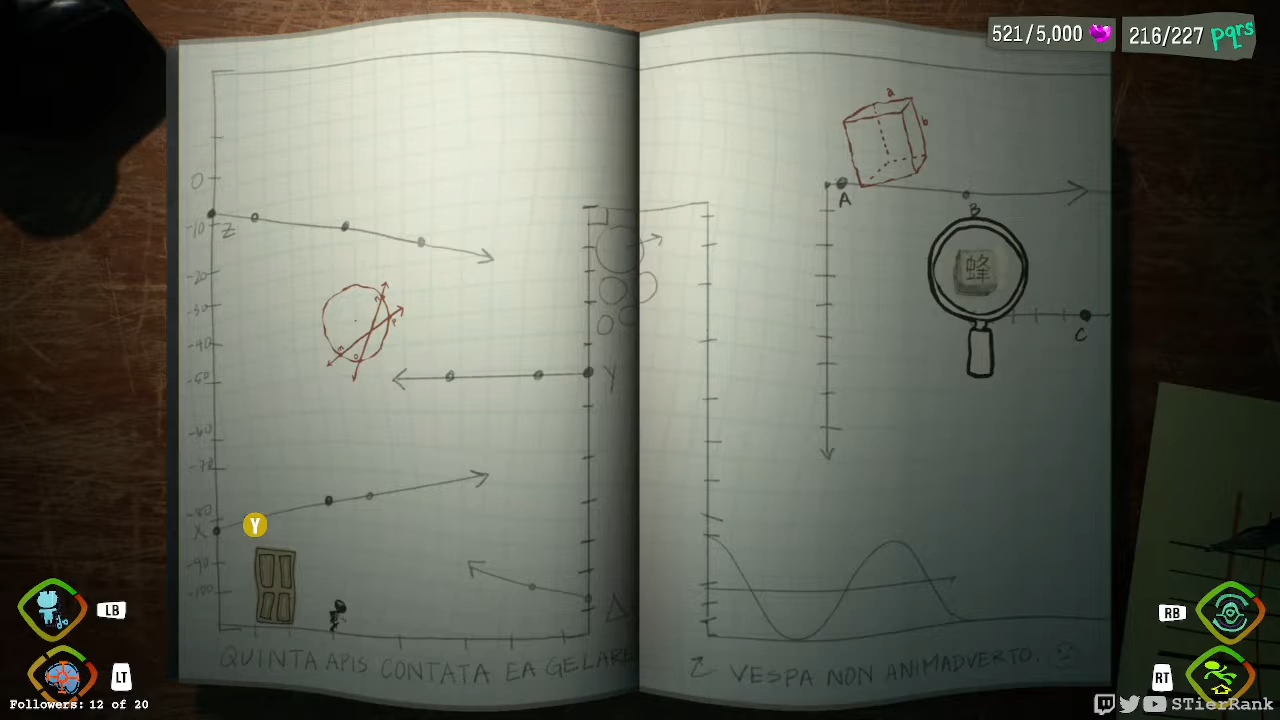 521/5,000
216/227 pqrs
0
-10
Z
-20
-30
-40
-60
-70
-80
X
-90
-100
Y
Y
A
B
蜂
C
a
b
QUINTA APIS CONTATA EA GELARE
VESPA NON ANIMADVERTO.
LB
LT
RB
RT
Followers: 12 of 20
STierRank